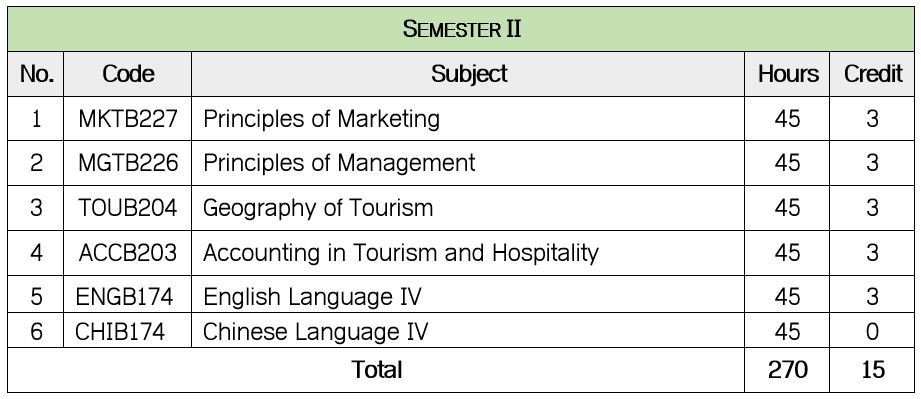 SEMESTER II
No. Code Subject Hours Credit
1 MKTB227 Principles of Marketing 45 3
2 MGTB226 Principles of Management 45 3
3 TOUB204 Geography of Tourism 45 3
4 ACCB203 Accounting in Tourism and Hospitality 45 3
5 ENGB174 English Language IV 45 3
6 CHIB174 Chinese Language IV 45 0
Total 270 15